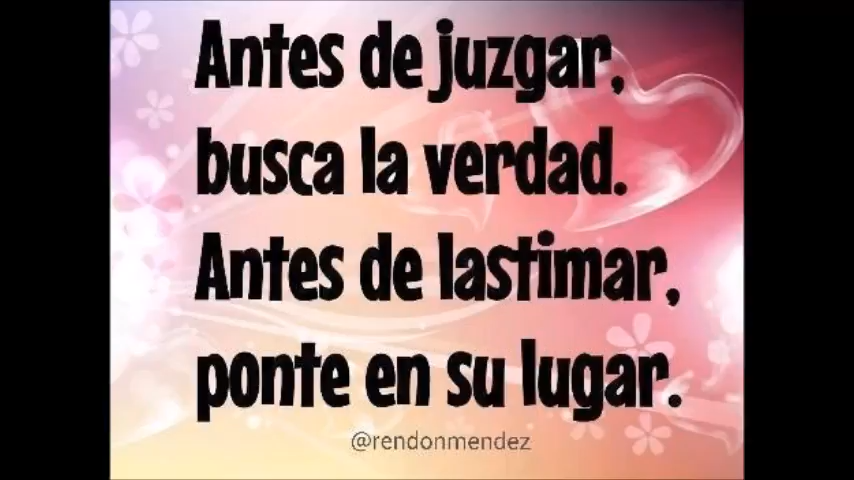 Antes de juzgar,
busca la verdad.
Antes de lastimar,
ponte en su lugar.
@rendonmendez